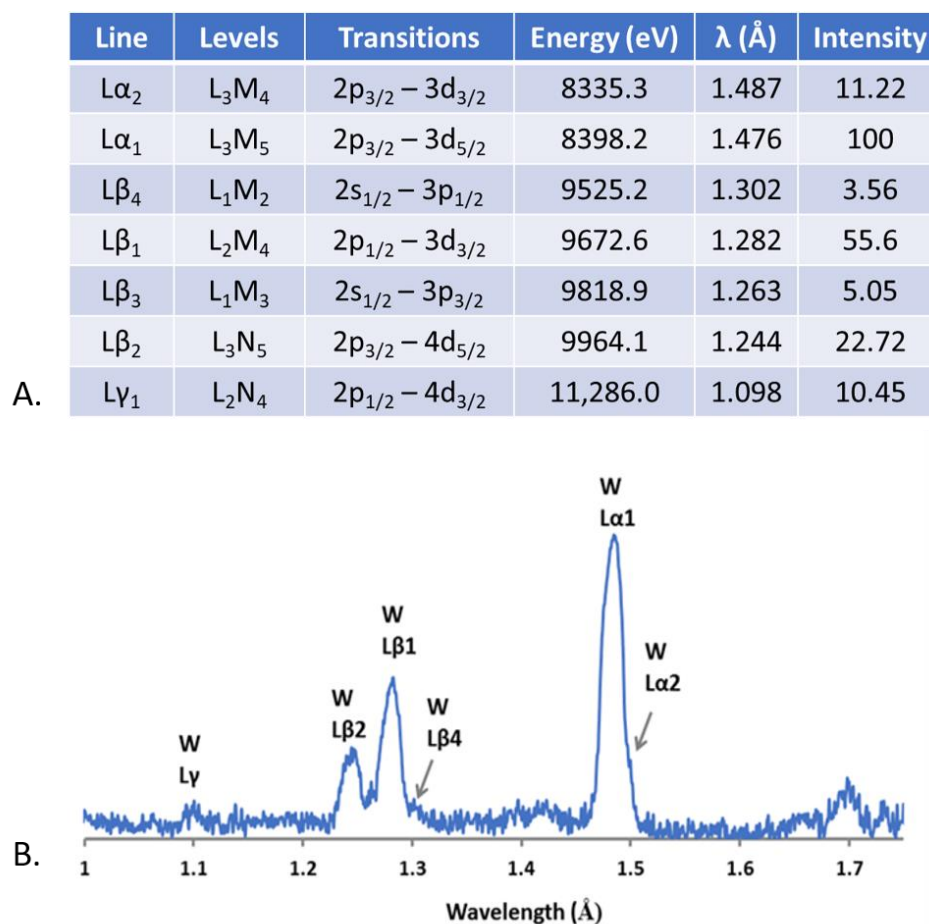 Line Levels Transitions Energy (eV) λ (Å) Intensity
Lα₂ L₃M₄ 2p₃/₂ – 3d₃/₂ 8335.3 1.487 11.22
Lα₁ L₃M₅ 2p₃/₂ – 3d₅/₂ 8398.2 1.476 100
Lβ₄ L₁M₂ 2s₁/₂ – 3p₁/₂ 9525.2 1.302 3.56
Lβ₁ L₂M₄ 2p₁/₂ – 3d₃/₂ 9672.6 1.282 55.6
Lβ₃ L₁M₃ 2s₁/₂ – 3p₃/₂ 9818.9 1.263 5.05
Lβ₂ L₃N₅ 2p₃/₂ – 4d₅/₂ 9964.1 1.244 22.72
Lγ₁ L₂N₄ 2p₁/₂ – 4d₃/₂ 11,286.0 1.098 10.45
A.
W
Lγ
W
Lβ2
W
Lβ1
W
Lβ4
W
Lα1
W
Lα2
B.
1 1.1 1.2 1.3 1.4 1.5 1.6 1.7
Wavelength (Å)